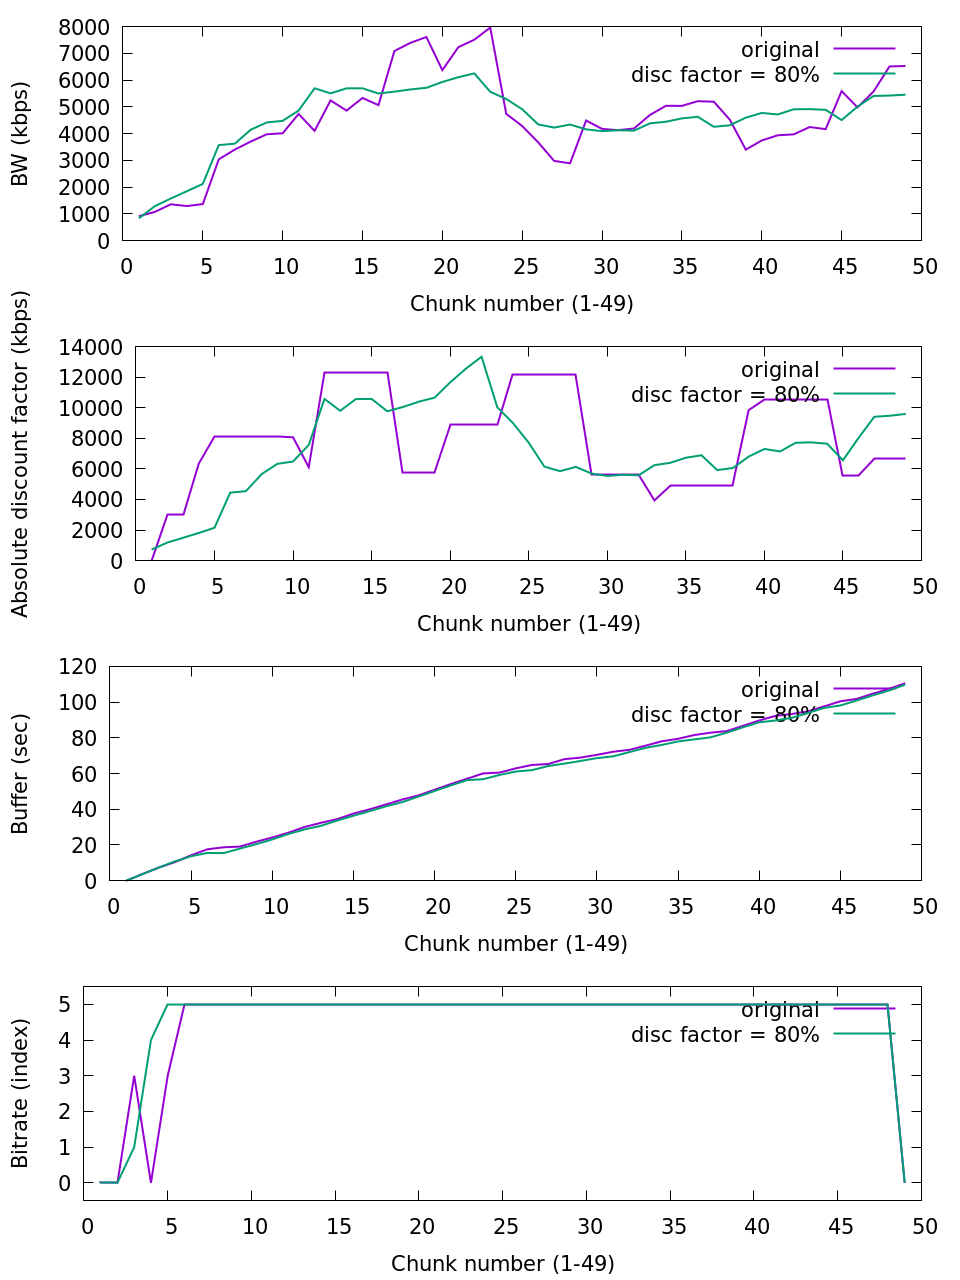 8000
7000
6000
5000
4000
3000
2000
1000
0
BW (kbps)
original
disc factor = 80%
0 5 10 15 20 25 30 35 40 45 50
Chunk number (1-49)
14000
12000
10000
8000
6000
4000
2000
0
Absolute discount factor (kbps)
original
disc factor = 80%
0 5 10 15 20 25 30 35 40 45 50
Chunk number (1-49)
120
100
80
60
40
20
0
Buffer (sec)
original
disc factor = 80%
0 5 10 15 20 25 30 35 40 45 50
Chunk number (1-49)
5
4
3
2
1
0
Bitrate (index)
original
disc factor = 80%
0 5 10 15 20 25 30 35 40 45 50
Chunk number (1-49)